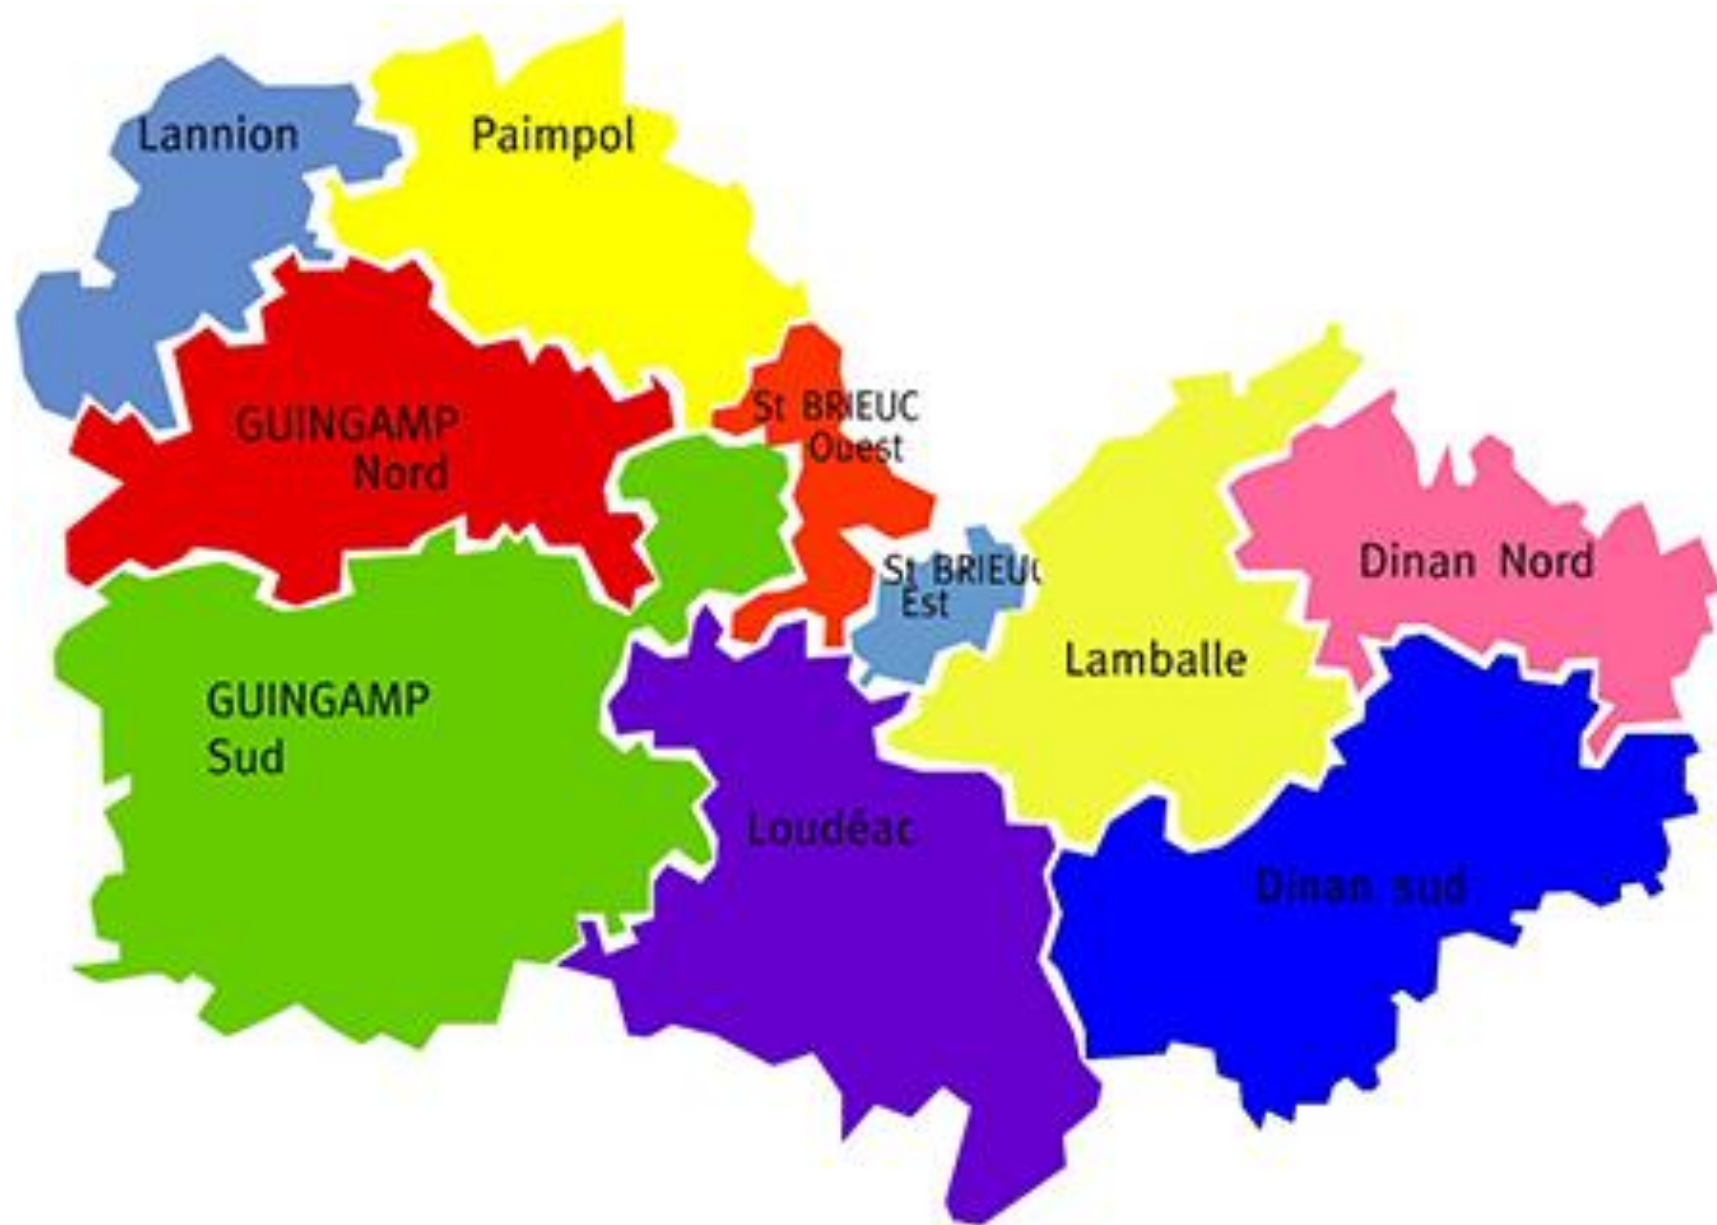 Lannion
Paimpol
GUINGAMP
Nord
St BRIEUC
Ouest
St BRIEUC
Est
Dinan Nord
Lamballe
GUINGAMP
Sud
Loudéac
Dinan sud